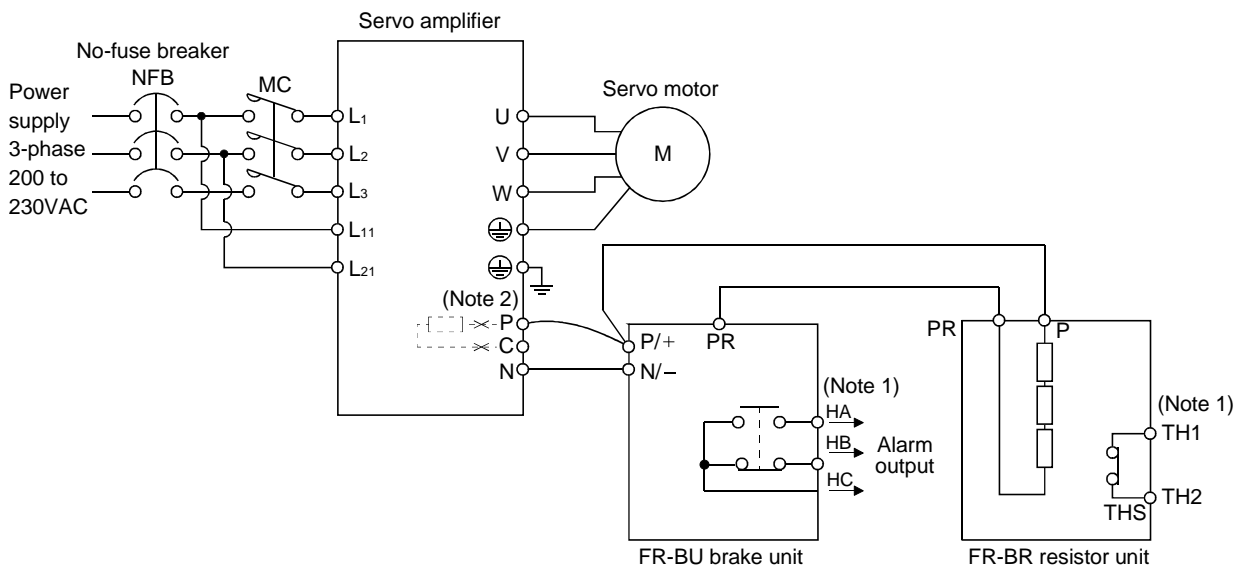 Servo amplifier
No-fuse breaker
NFB
MC
Power
supply
3-phase
200 to
230VAC
L1
L2
L3
L11
L21
U
V
W
Servo motor
M
(Note 2)
P
C
N
P/+
N/−
PR
(Note 1)
HA
HB
HC
Alarm
output
FR-BU brake unit
PR
P
(Note 1)
TH1
TH2
THS
FR-BR resistor unit